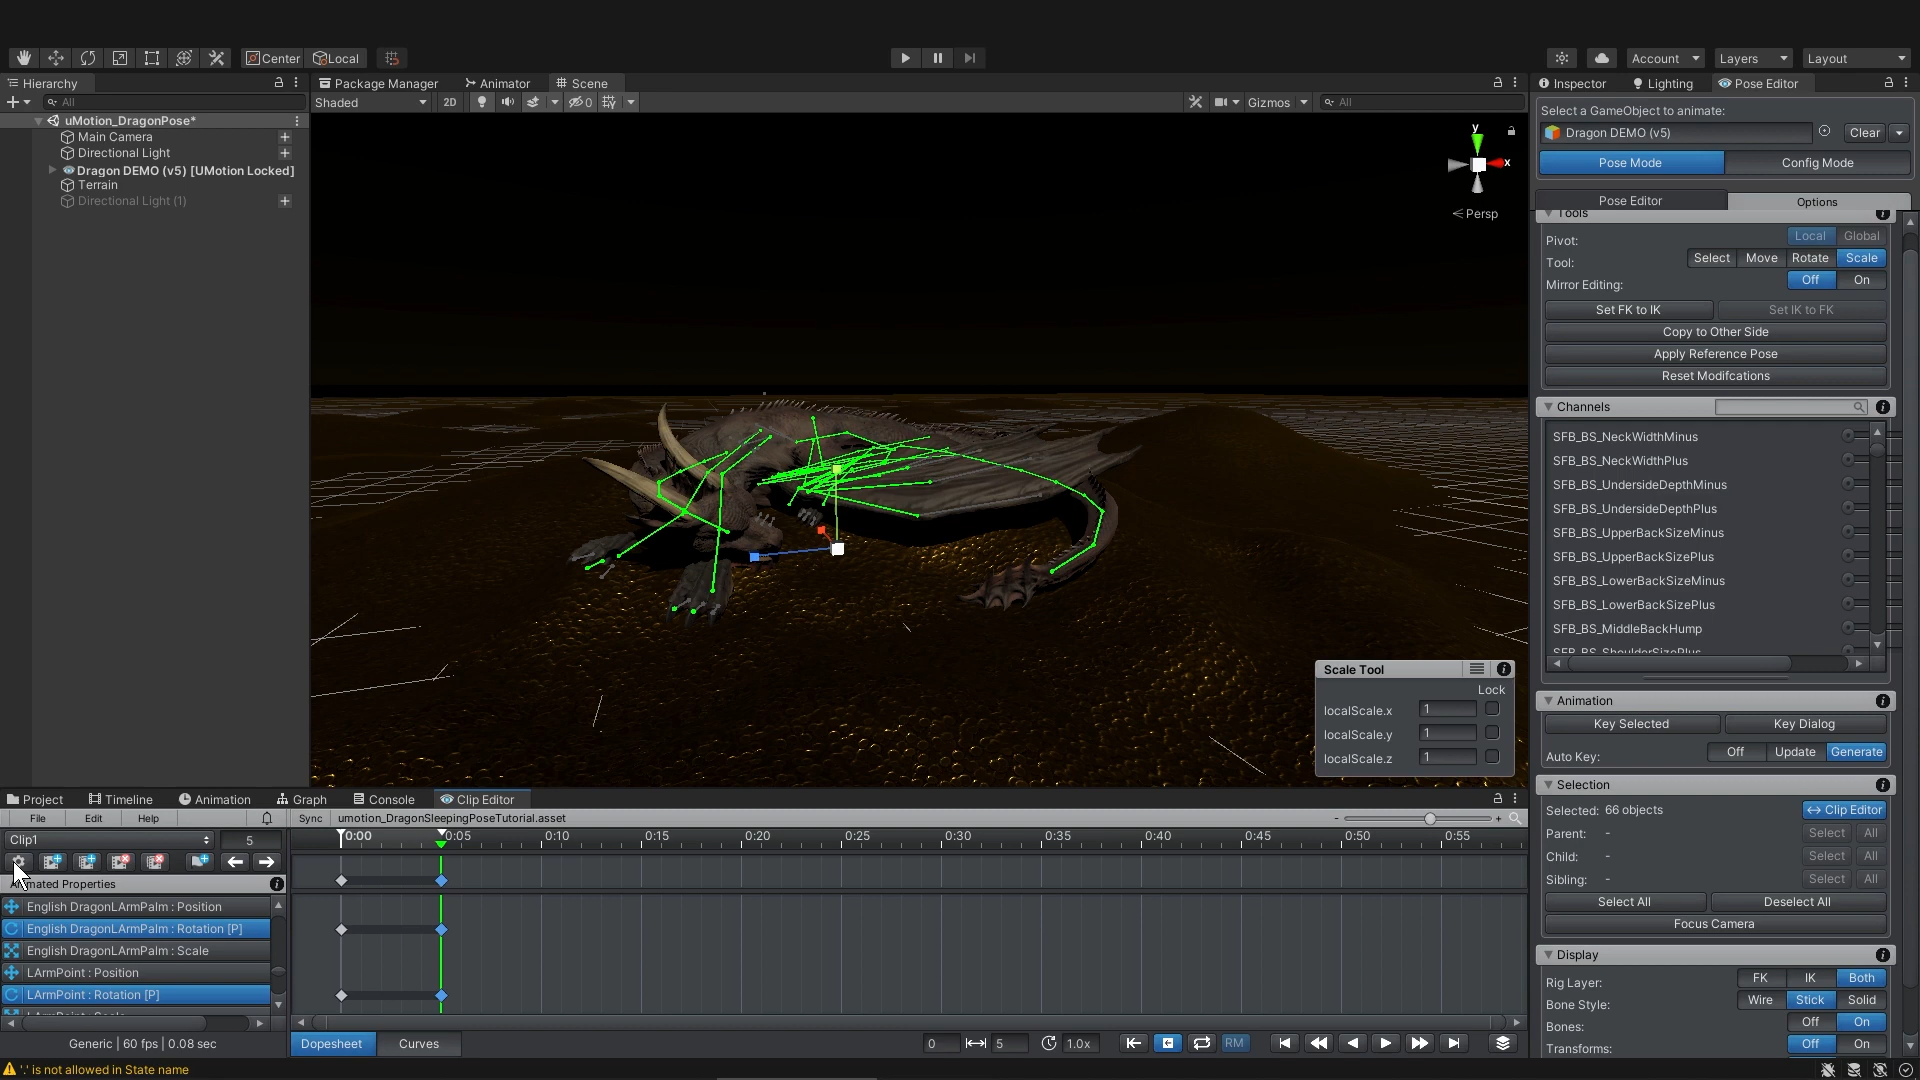 Center
Local
Account
Layers
Layout
Hierarchy
All
uMotion_DragonPose*
Main Camera
Directional Light
Dragon DEMO (v5) [UMotion Locked]
Terrain
Directional Light (1)
Package Manager
Animator
Scene
Shaded
2D
0
Gizmos
All
y
x
Persp
Scale Tool
Lock
localScale.x 1
localScale.y 1
localScale.z 1
Inspector
Lighting
Pose Editor
Select a GameObject to animate:
Dragon DEMO (v5)
Clear
Pose Mode
Config Mode
Pose Editor
Options
Tools
Pivot: Local Global
Tool: Select Move Rotate Scale
Mirror Editing: Off On
Set FK to IK
Set IK to FK
Copy to Other Side
Apply Reference Pose
Reset Modifcations
Channels
SFB_BS_NeckWidthMinus
SFB_BS_NeckWidthPlus
SFB_BS_UndersideDepthMinus
SFB_BS_UndersideDepthPlus
SFB_BS_UpperBackSizeMinus
SFB_BS_UpperBackSizePlus
SFB_BS_LowerBackSizeMinus
SFB_BS_LowerBackSizePlus
SFB_BS_MiddleBackHump
SFB_BS_ShoulderSizePlus
Animation
Key Selected
Key Dialog
Auto Key: Off Update Generate
Selection
Selected: 66 objects
Clip Editor
Parent: - Select All
Child: - Select All
Sibling: - Select All
Select All
Deselect All
Focus Camera
Display
Rig Layer: FK IK Both
Bone Style: Wire Stick Solid
Bones: Off On
Transforms: Off On
Project
Timeline
Animation
Graph
Console
Clip Editor
File
Edit
Help
Sync
umotion_DragonSleepingPoseTutorial.asset
- +
Clip1
5
0:00 0:05 0:10 0:15 0:20 0:25 0:30 0:35 0:40 0:45 0:50 0:55
Animated Properties
English DragonLArmPalm : Position
English DragonLArmPalm : Rotation [P]
English DragonLArmPalm : Scale
LArmPoint : Position
LArmPoint : Rotation [P]
LArmPoint : Scale
Generic | 60 fps | 0.08 sec
Dopesheet
Curves
0
5
1.0x
RM
'.' is not allowed in State name